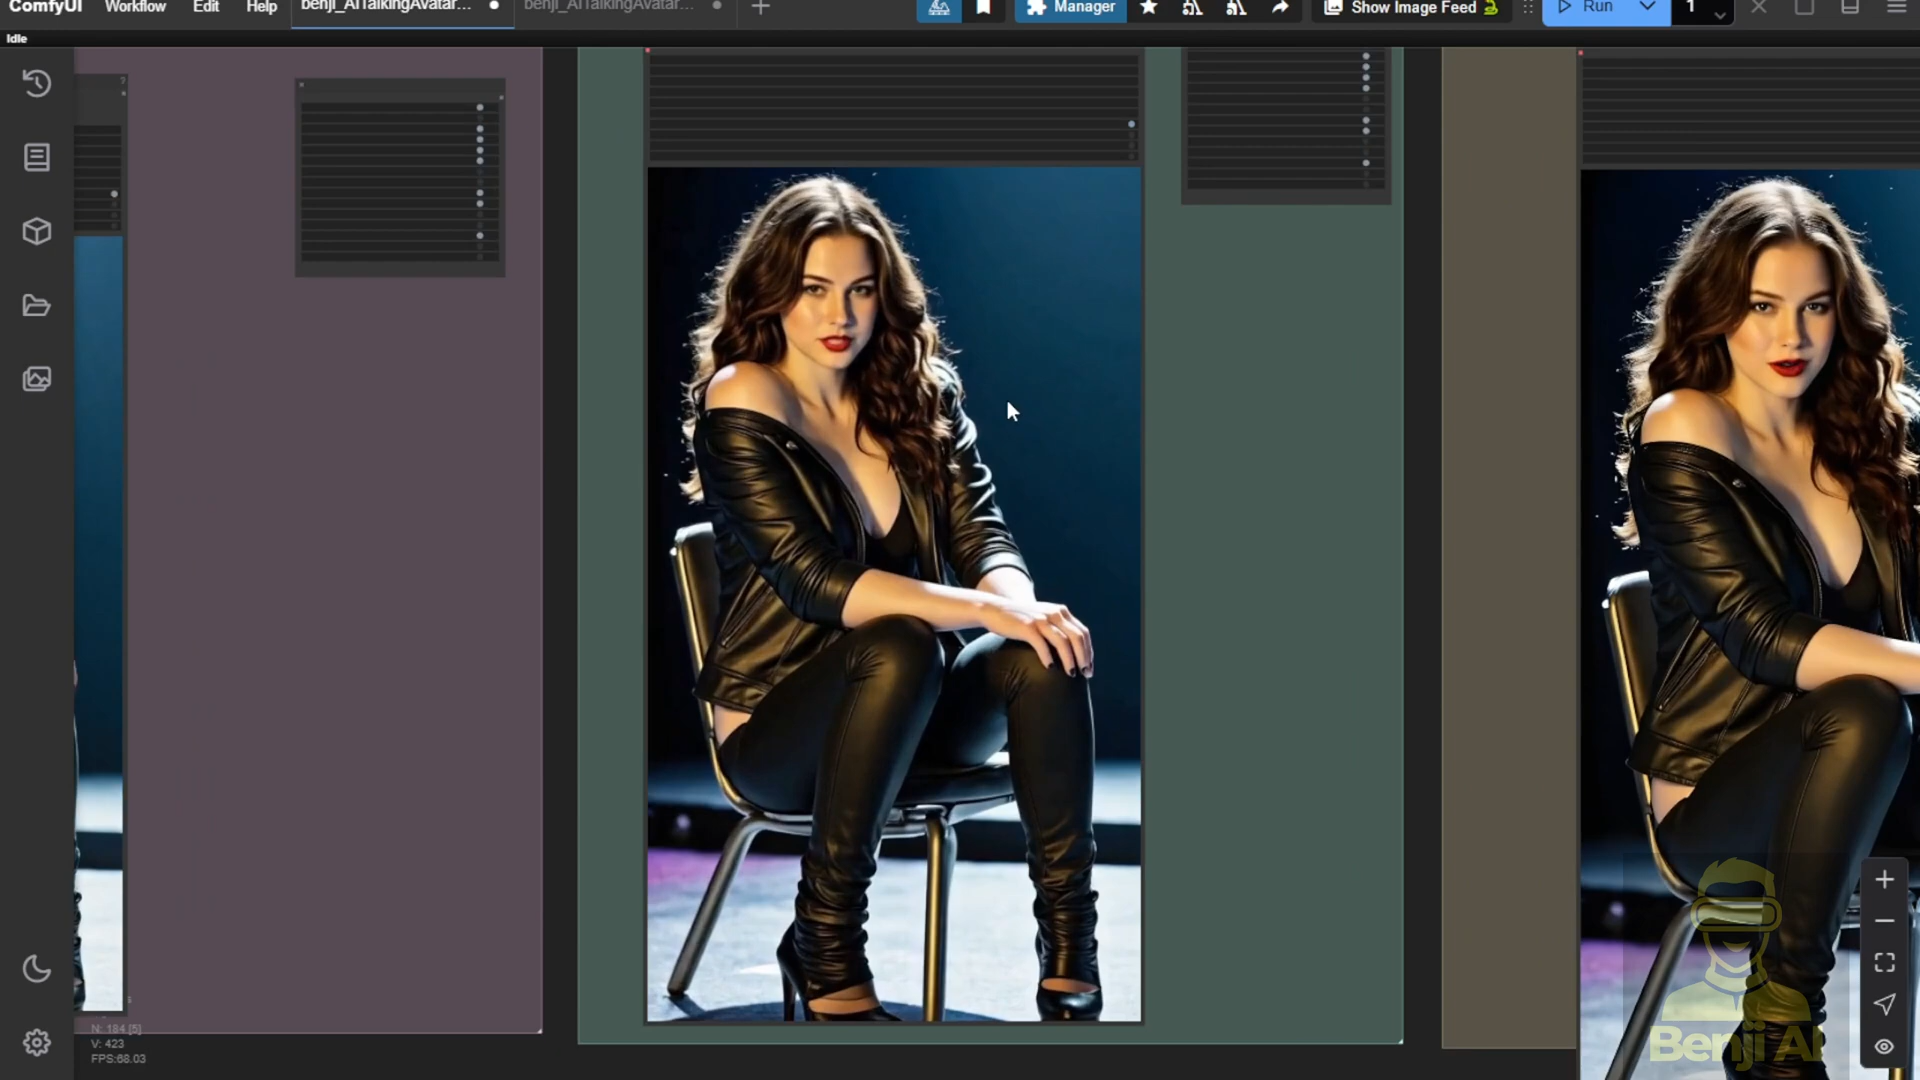 ComfyUI Workflow Edit Help benji_AITalkingAvatar... benji_AITalkingAvatar... Manager Show Image Feed Run 1
Idle
N: 184 [5]
V: 423
FPS:68.03
Benji AI